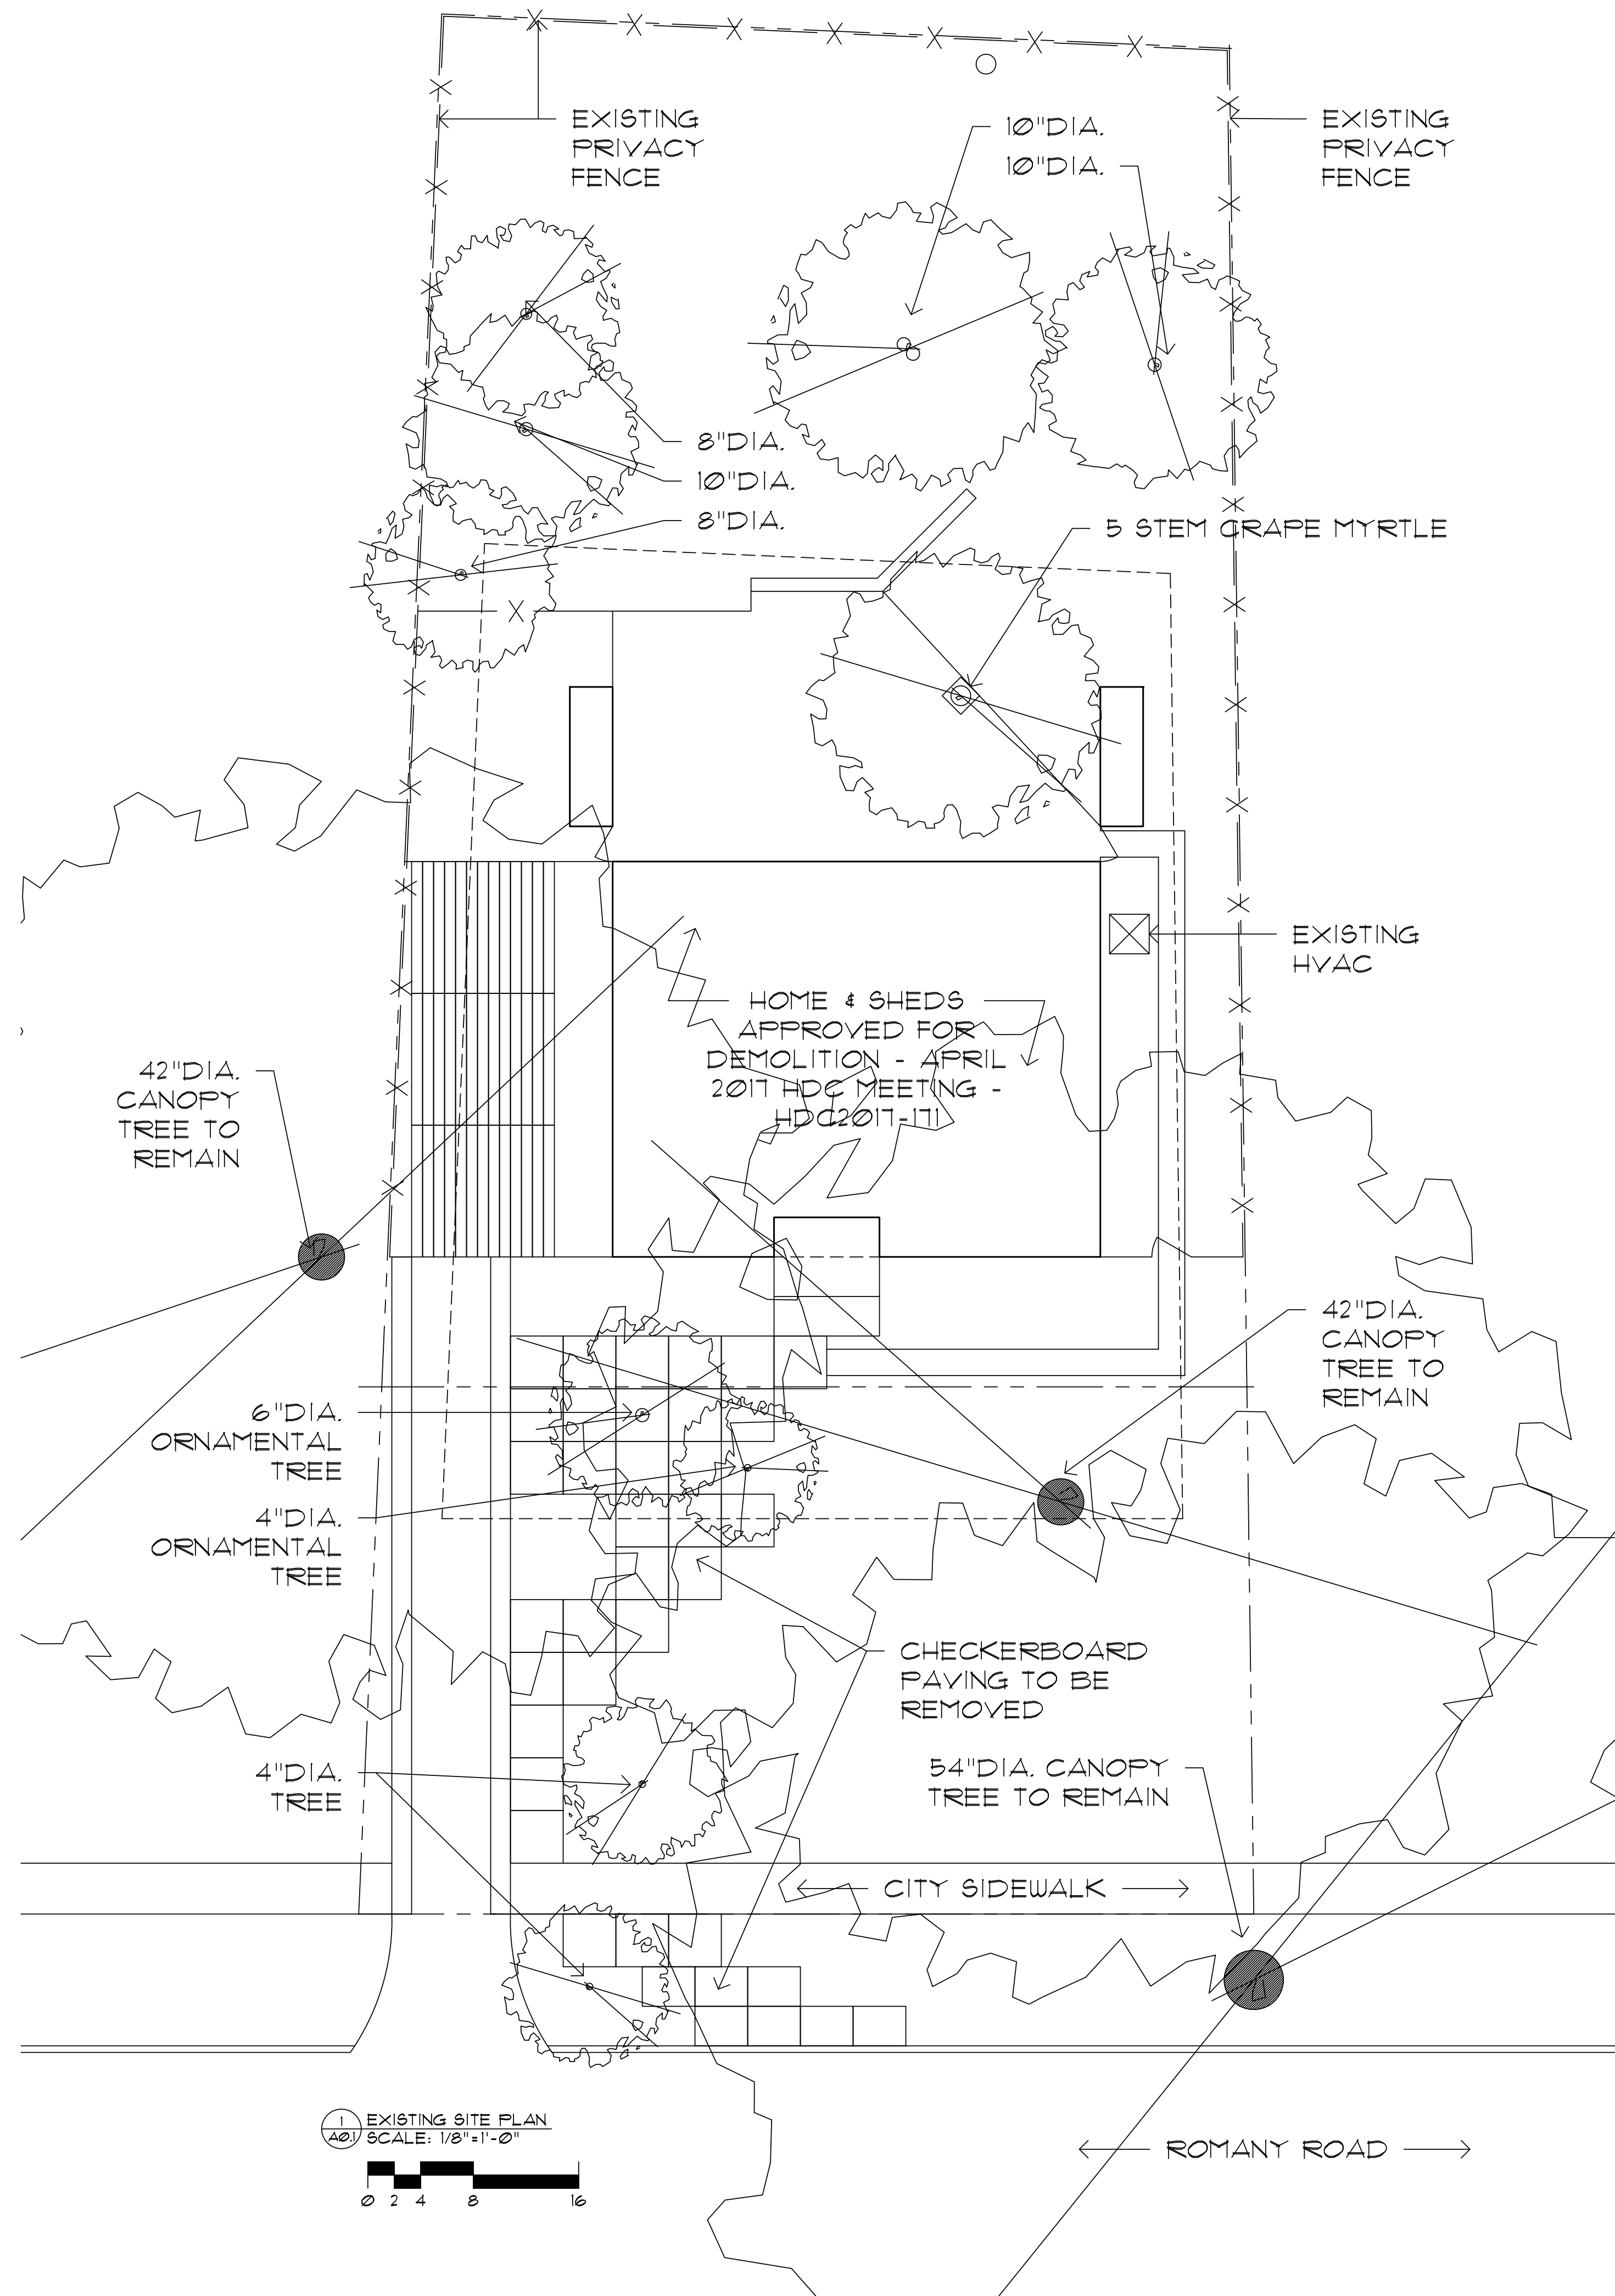 EXISTING
PRIVACY
FENCE
10"DIA.
10"DIA.
EXISTING
PRIVACY
FENCE
8"DIA.
10"DIA.
8"DIA.
5 STEM CRAPE MYRTLE
EXISTING
HVAC
HOME & SHEDS
APPROVED FOR
DEMOLITION - APRIL
2017 HDC MEETING -
HDC2017-171
42"DIA.
CANOPY
TREE TO
REMAIN
42"DIA.
CANOPY
TREE TO
REMAIN
6"DIA.
ORNAMENTAL
TREE
4"DIA.
ORNAMENTAL
TREE
CHECKERBOARD
PAVING TO BE
REMOVED
4"DIA.
TREE
54"DIA. CANOPY
TREE TO REMAIN
CITY SIDEWALK
1
A0.1
EXISTING SITE PLAN
SCALE: 1/8"=1'-0"
0 2 4 8 16
ROMANY ROAD